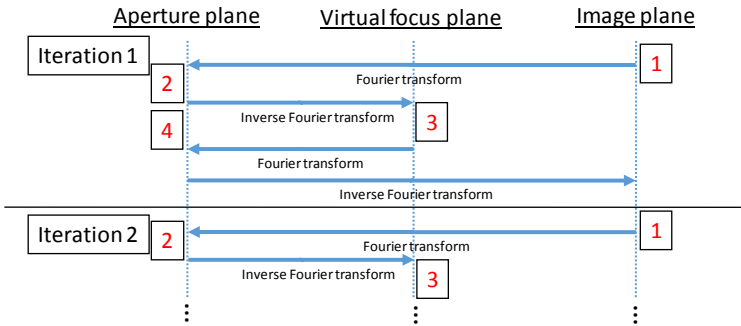 Aperture plane Virtual focus plane Image plane
Iteration 1
1
Fourier transform
2
Inverse Fourier transform
3
4
Fourier transform
Inverse Fourier transform
Iteration 2
1
2
Fourier transform
Inverse Fourier transform
3